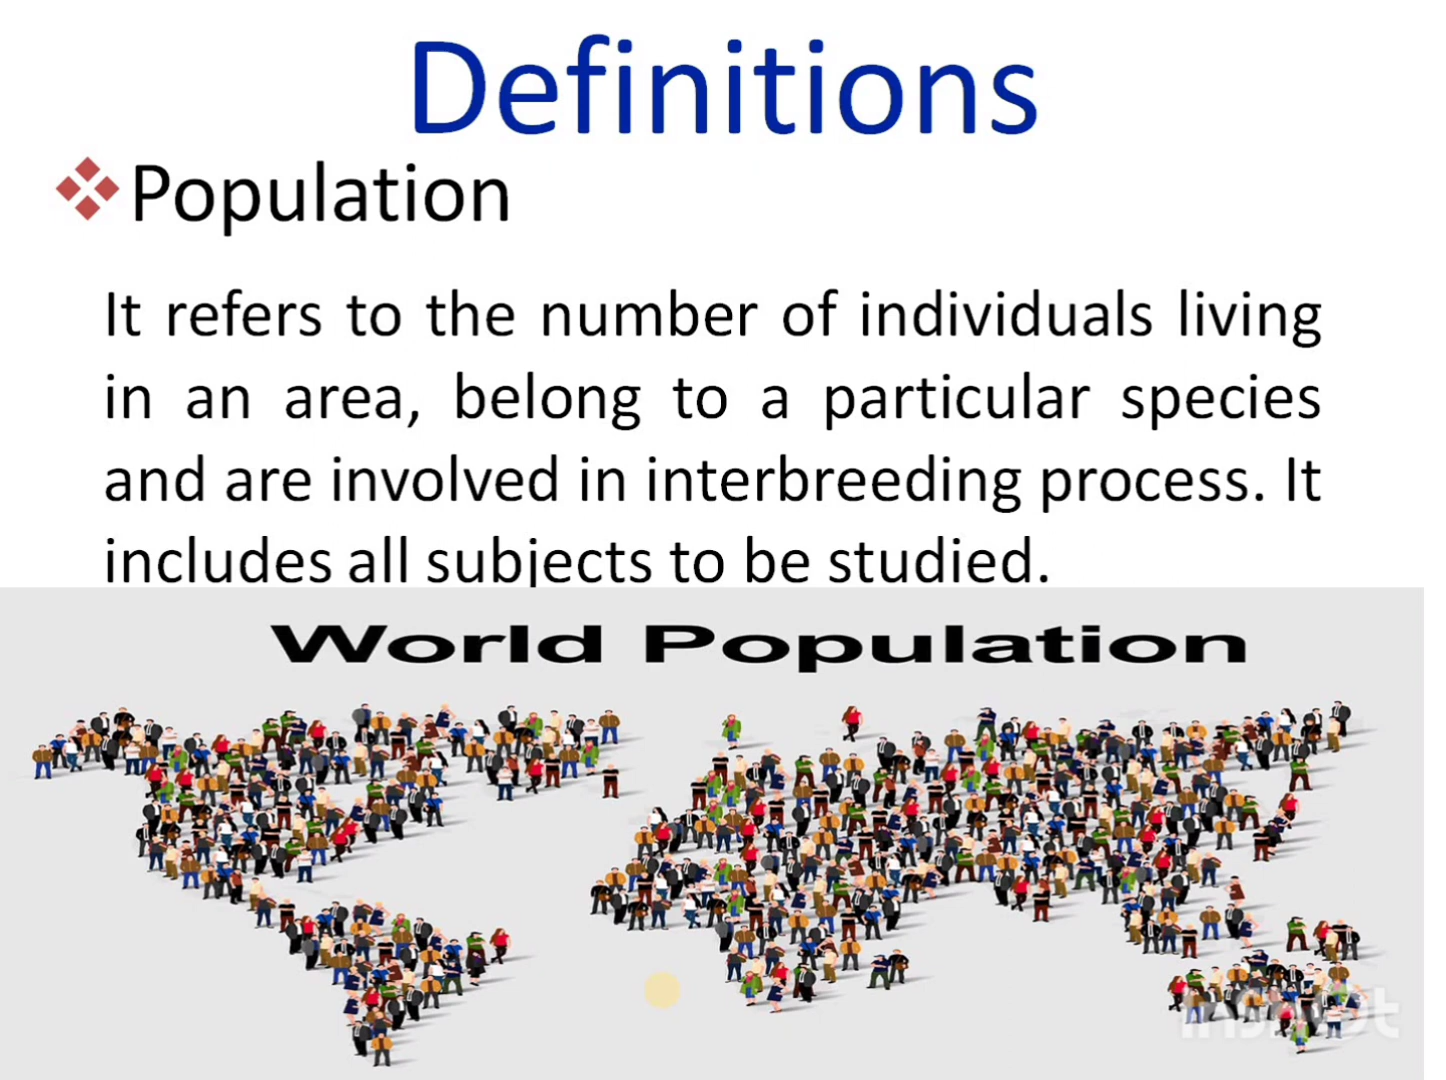 Definitions
Population
It refers to the number of individuals living
in an area, belong to a particular species
and are involved in interbreeding process. It
includes all subjects to be studied.
World Population